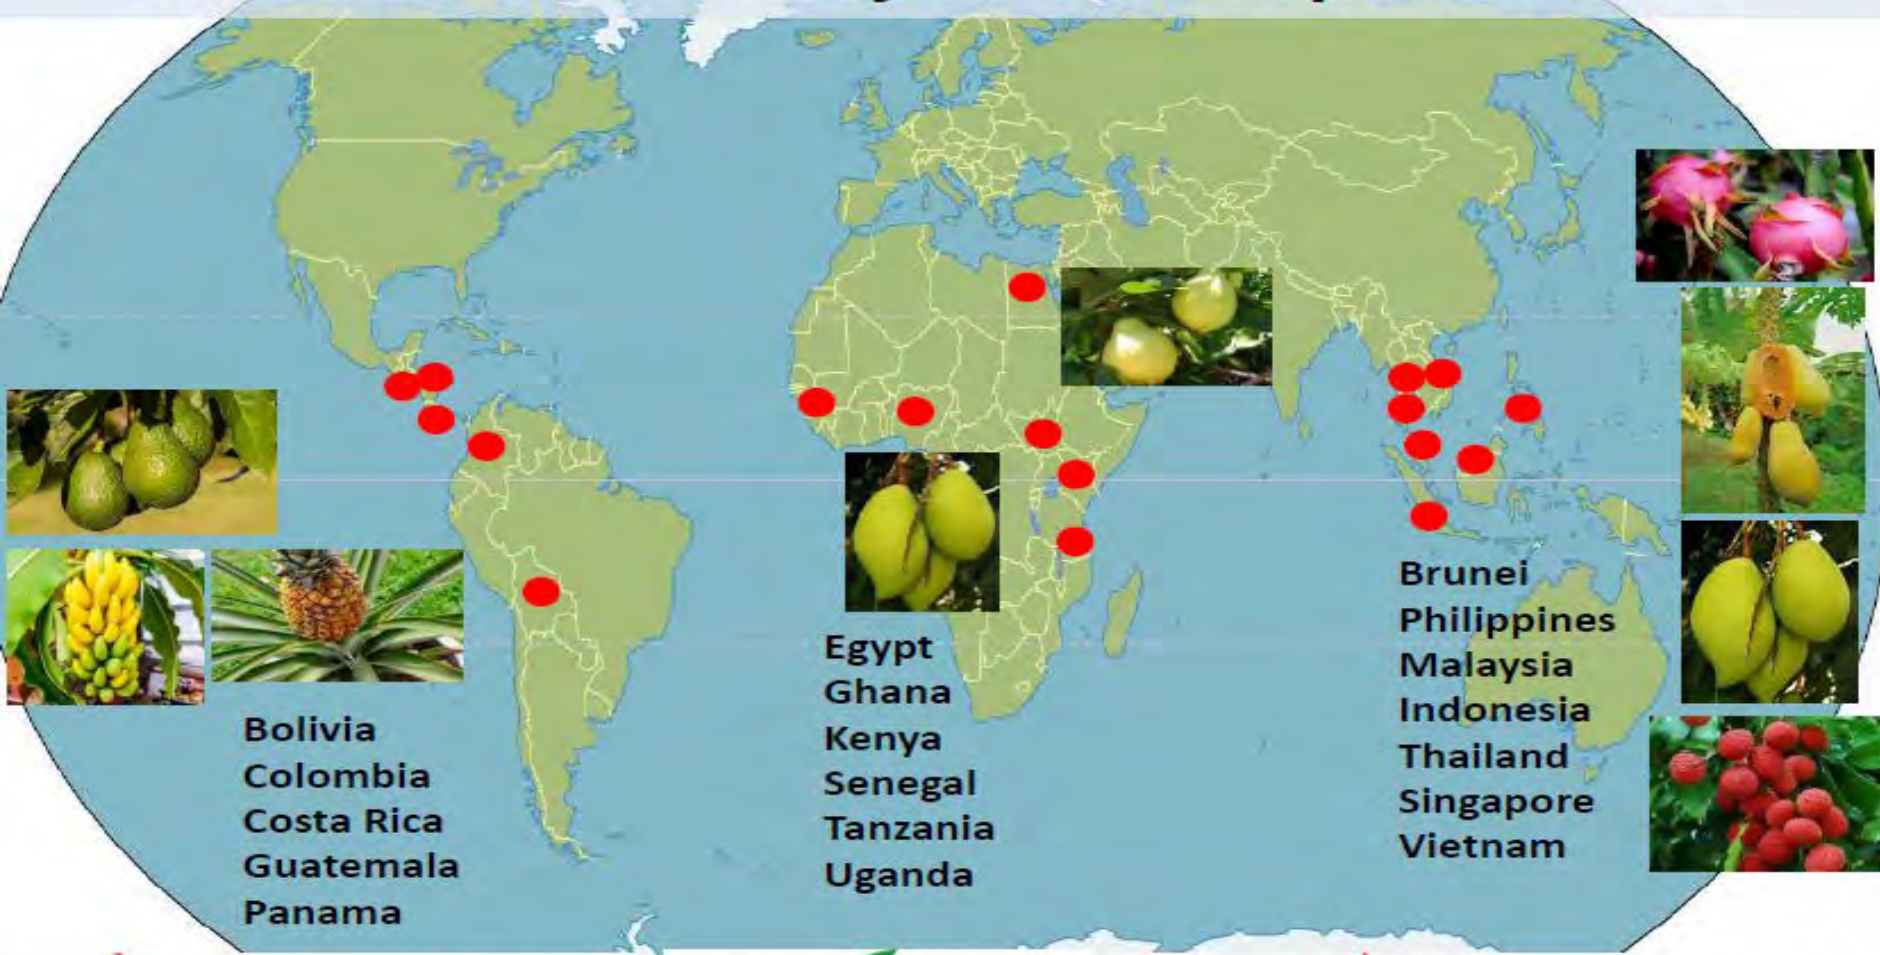 Bolivia
Colombia
Costa Rica
Guatemala
Panama
Egypt
Ghana
Kenya
Senegal
Tanzania
Uganda
Brunei
Philippines
Malaysia
Indonesia
Thailand
Singapore
Vietnam